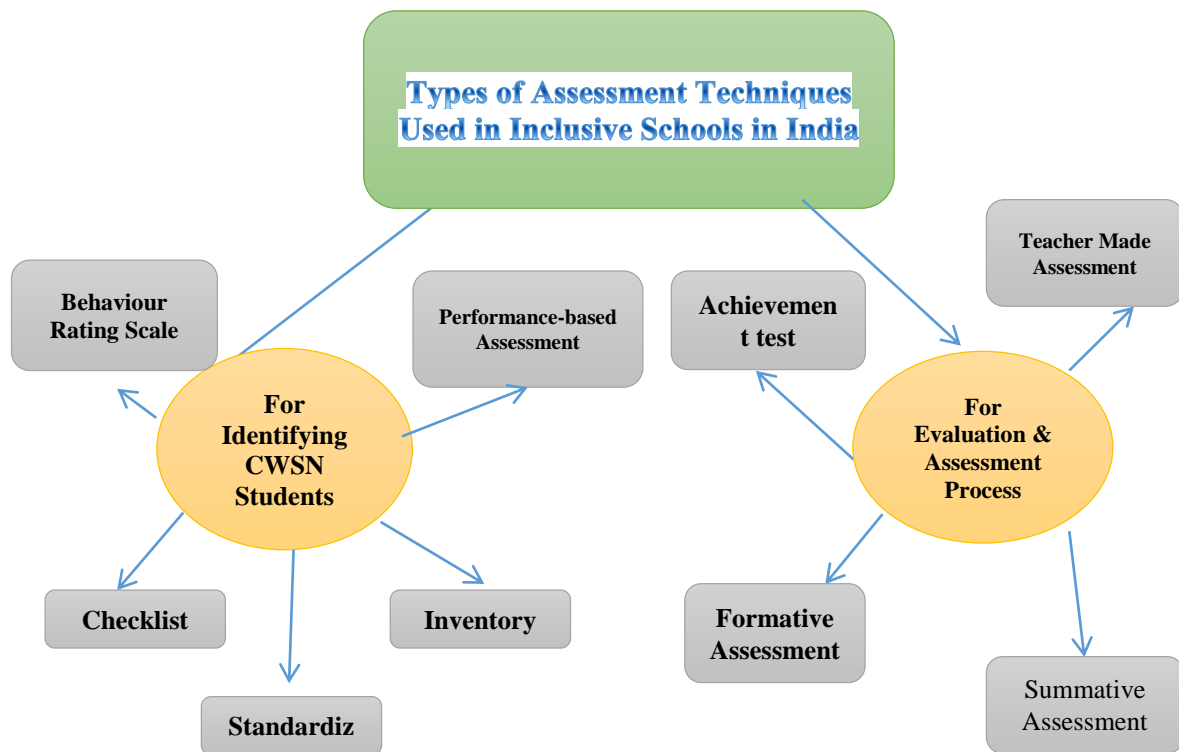 Types of Assessment Techniques
Used in Inclusive Schools in India
Behaviour
Rating Scale
Performance-based
Assessment
For
Identifying
CWSN
Students
Checklist
Standardiz
Inventory
Achievemen
t test
Teacher Made
Assessment
For
Evaluation &
Assessment
Process
Formative
Assessment
Summative
Assessment